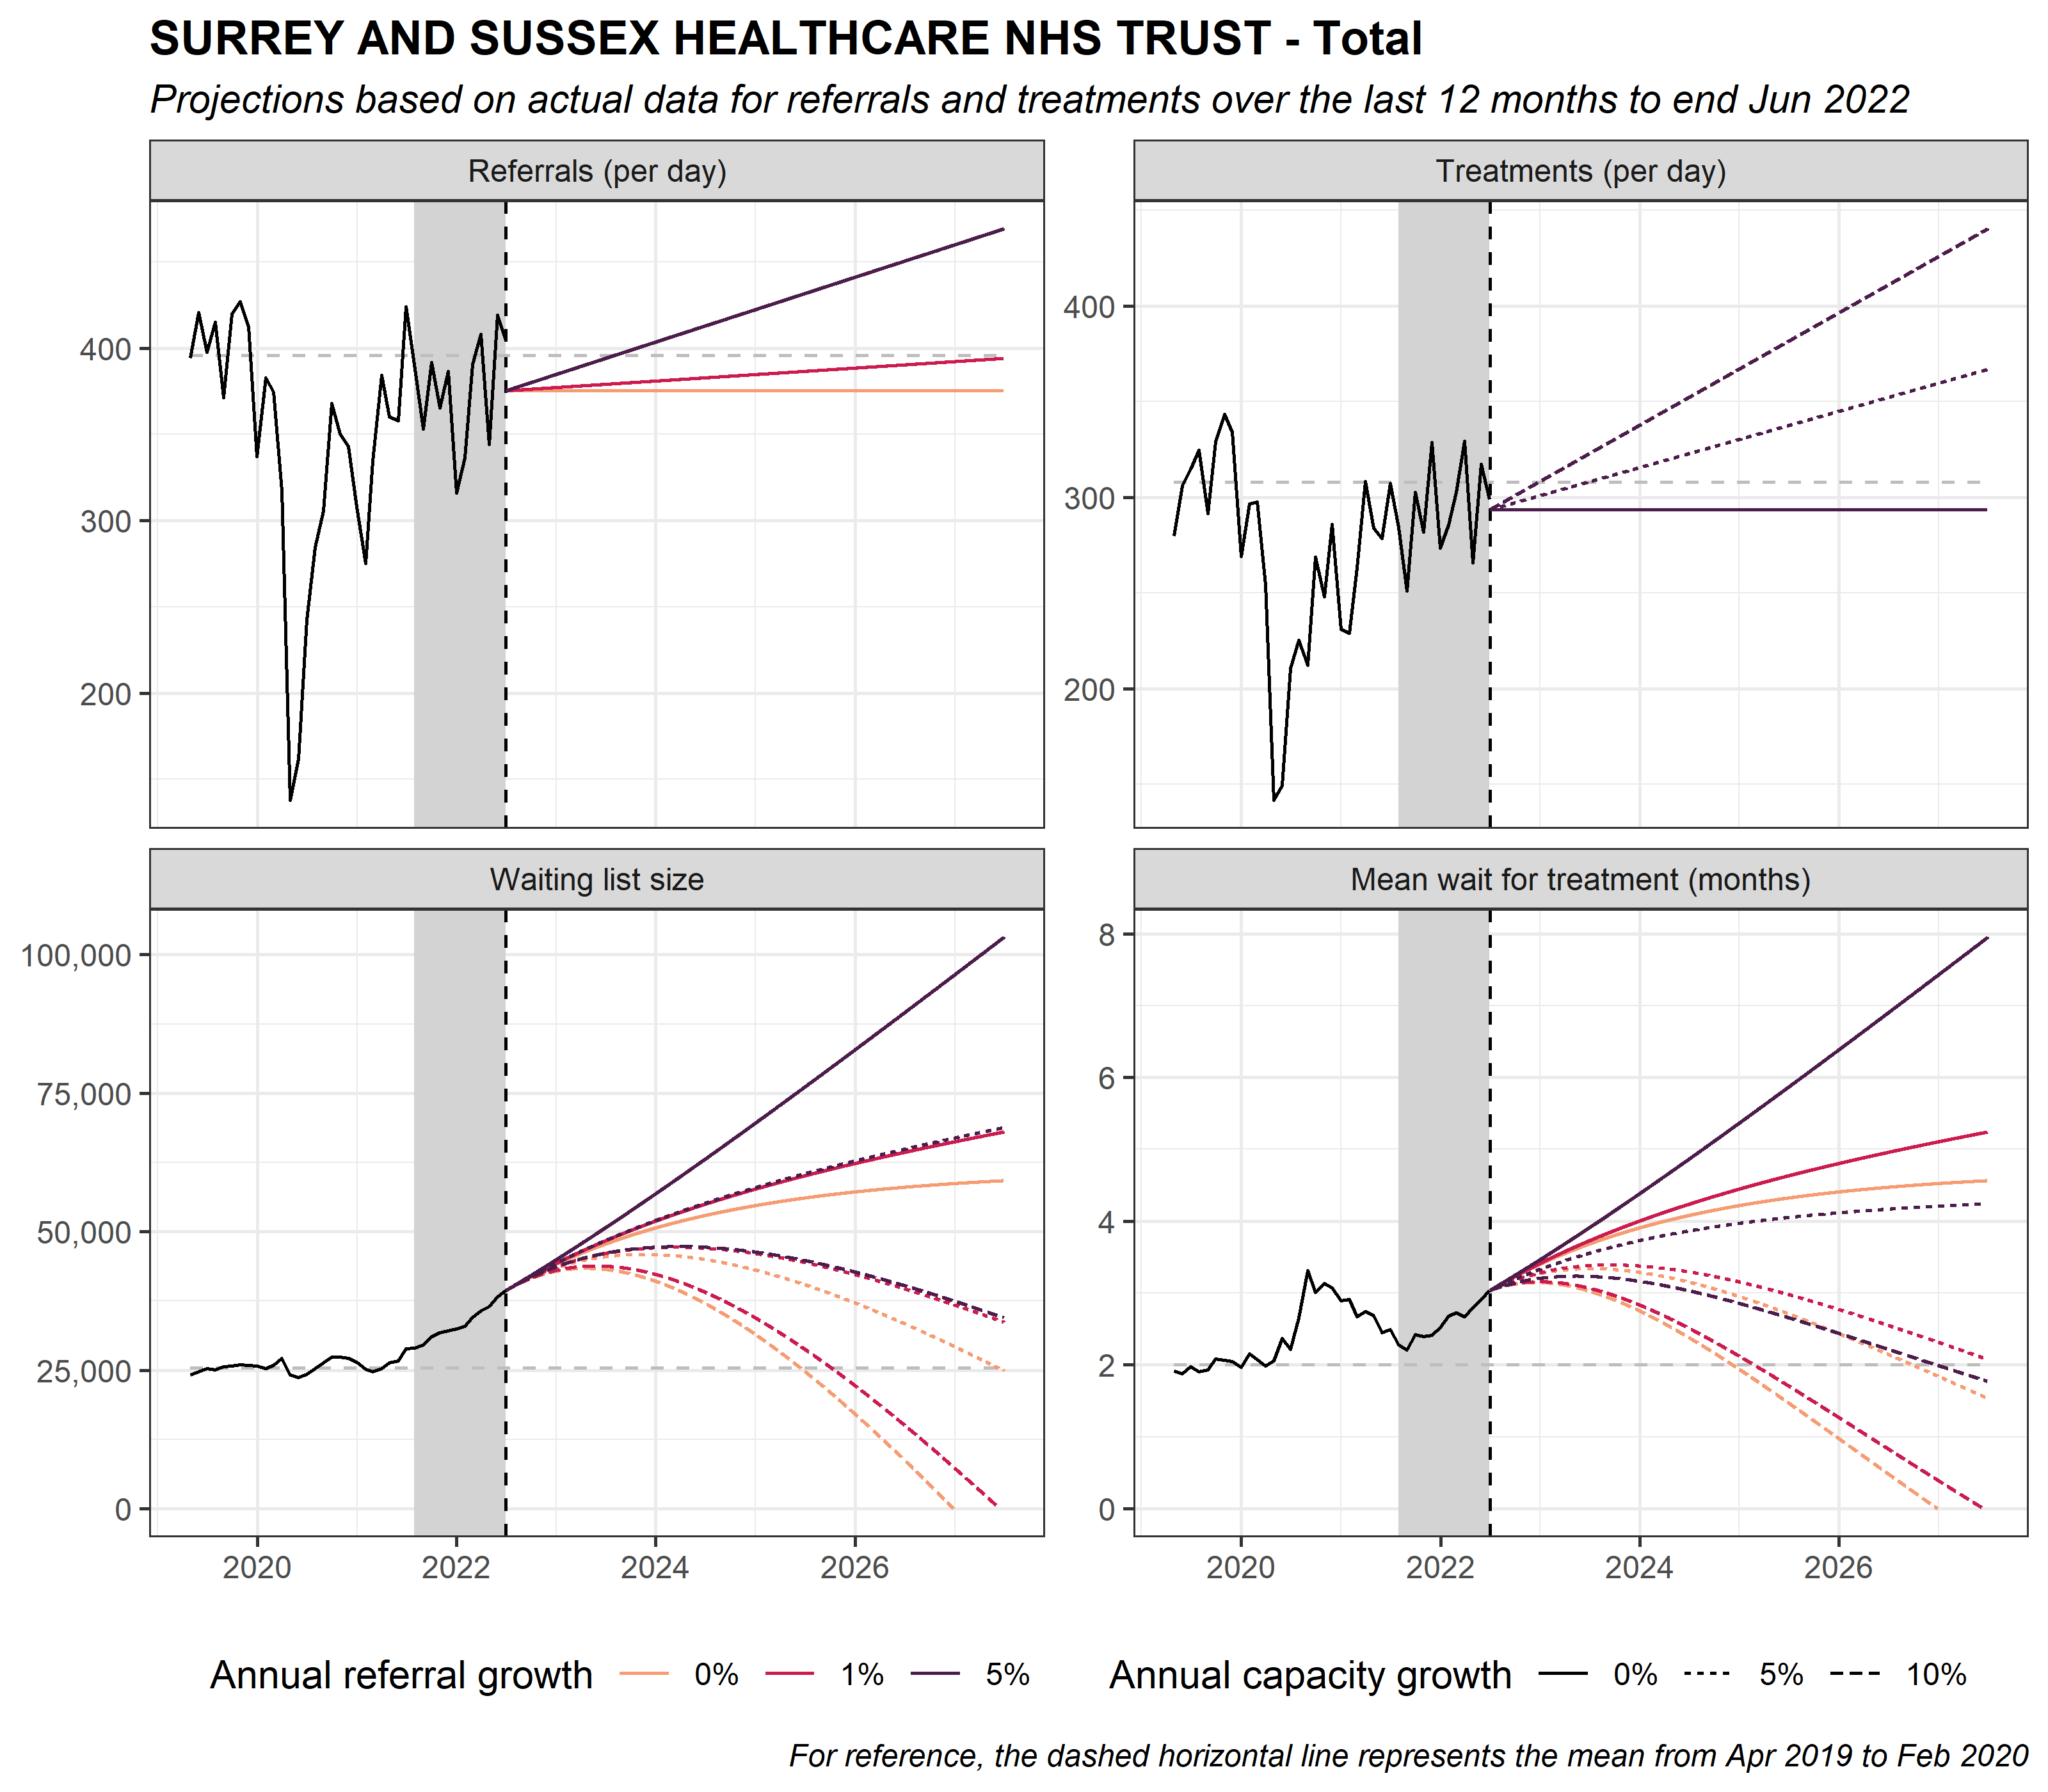 SURREY AND SUSSEX HEALTHCARE NHS TRUST - Total
Projections based on actual data for referrals and treatments over the last 12 months to end Jun 2022
Referrals (per day)
400
300
200
Treatments (per day)
400
300
200
Waiting list size
100,000
75,000
50,000
25,000
0
2020 2022 2024 2026
Mean wait for treatment (months)
8
6
4
2
0
2020 2022 2024 2026
Annual referral growth 0% 1% 5%
Annual capacity growth 0% 5% 10%
For reference, the dashed horizontal line represents the mean from Apr 2019 to Feb 2020